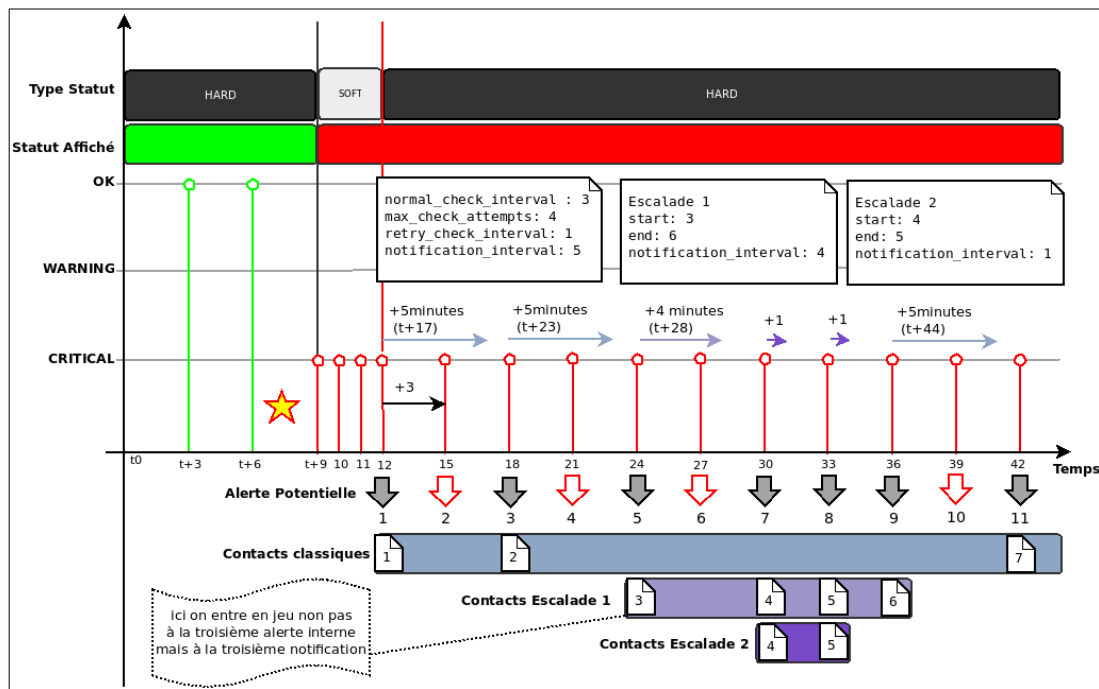 Type Statut
HARD
SOFT
HARD
Statut Affiché
OK
normal_check_interval : 3
max_check_attempts: 4
retry_check_interval: 1
notification_interval: 5
Escalade 1
start: 3
end: 6
notification_interval: 4
Escalade 2
start: 4
end: 5
notification_interval: 1
WARNING
+5minutes
(t+17)
+5minutes
(t+23)
+4 minutes
(t+28)
+1
+1
+5minutes
(t+44)
CRITICAL
+3
t0
t+3
t+6
t+9
10
11
12
15
18
21
24
27
30
33
36
39
42
Temps
Alerte Potentielle
1
2
3
4
5
6
7
8
9
10
11
Contacts classiques
1
2
7
Contacts Escalade 1
3
4
5
6
Contacts Escalade 2
4
5
ici on entre en jeu non pas
à la troisième alerte interne
mais à la troisième notification